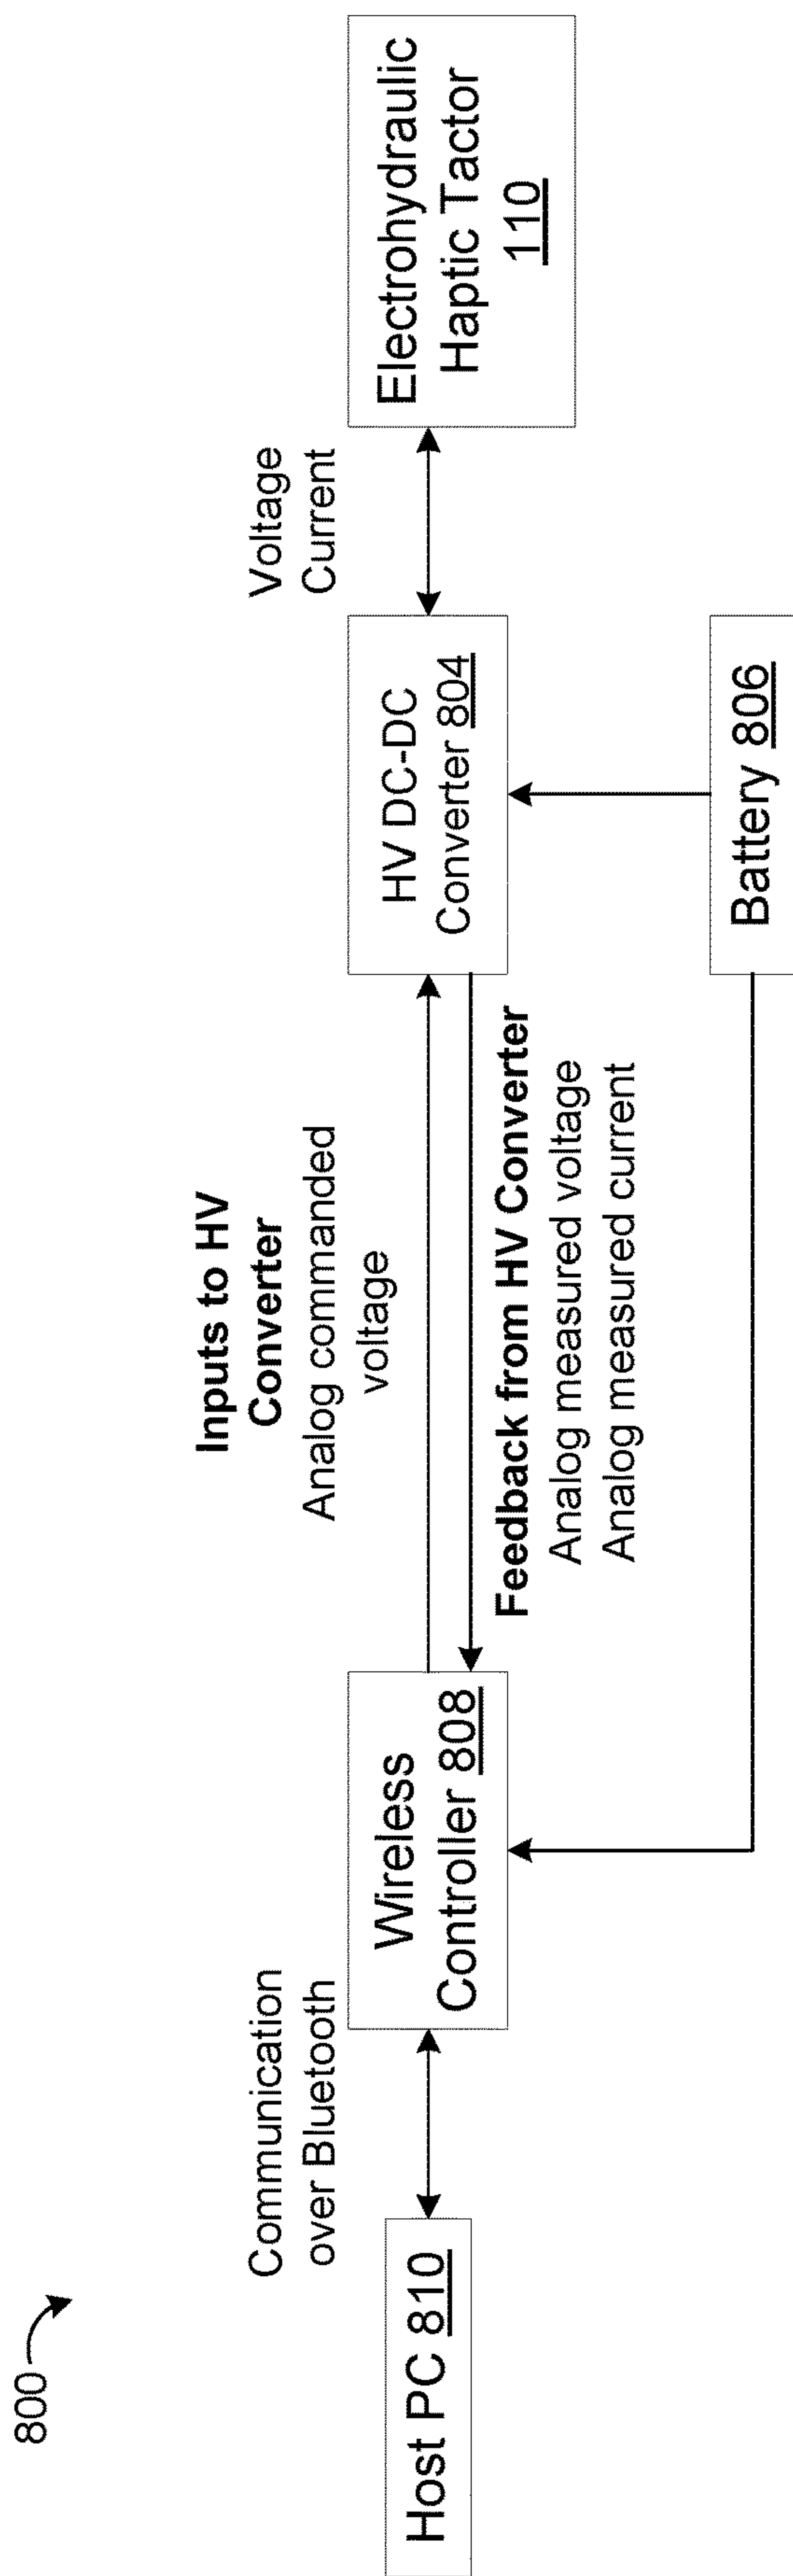 800
Host PC 810
Communication
over Bluetooth
Wireless
Controller 808
Inputs to HV
Converter
Analog commanded
voltage
Feedback from HV Converter
Analog measured voltage
Analog measured current
HV DC-DC
Converter 804
Battery 806
Voltage
Current
Electrohydraulic
Haptic Tactor
110